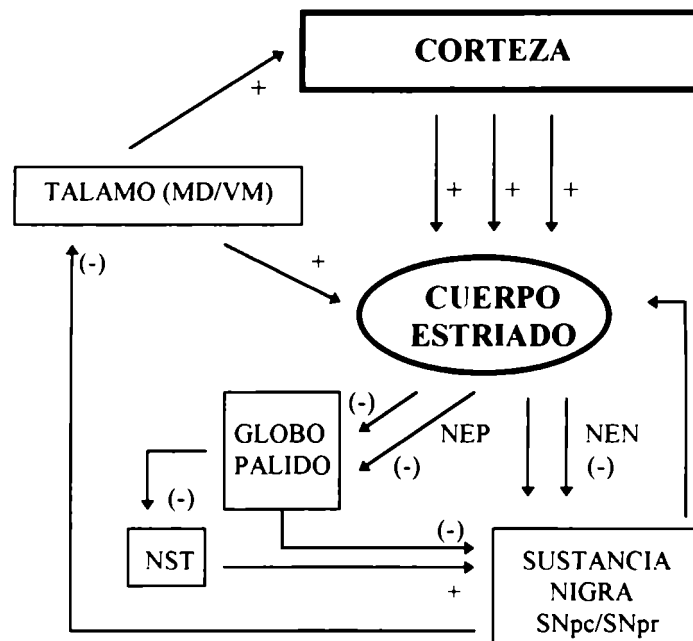 CORTEZA
+
TALAMO (MD/VM)
+ + +
(-)
+
CUERPO
ESTRIADO
(-)
GLOBO
PALIDO
NEP
NEN
(-)
(-)
(-)
(-)
NST
+
SUSTANCIA
NIGRA
SNpc/SNpr